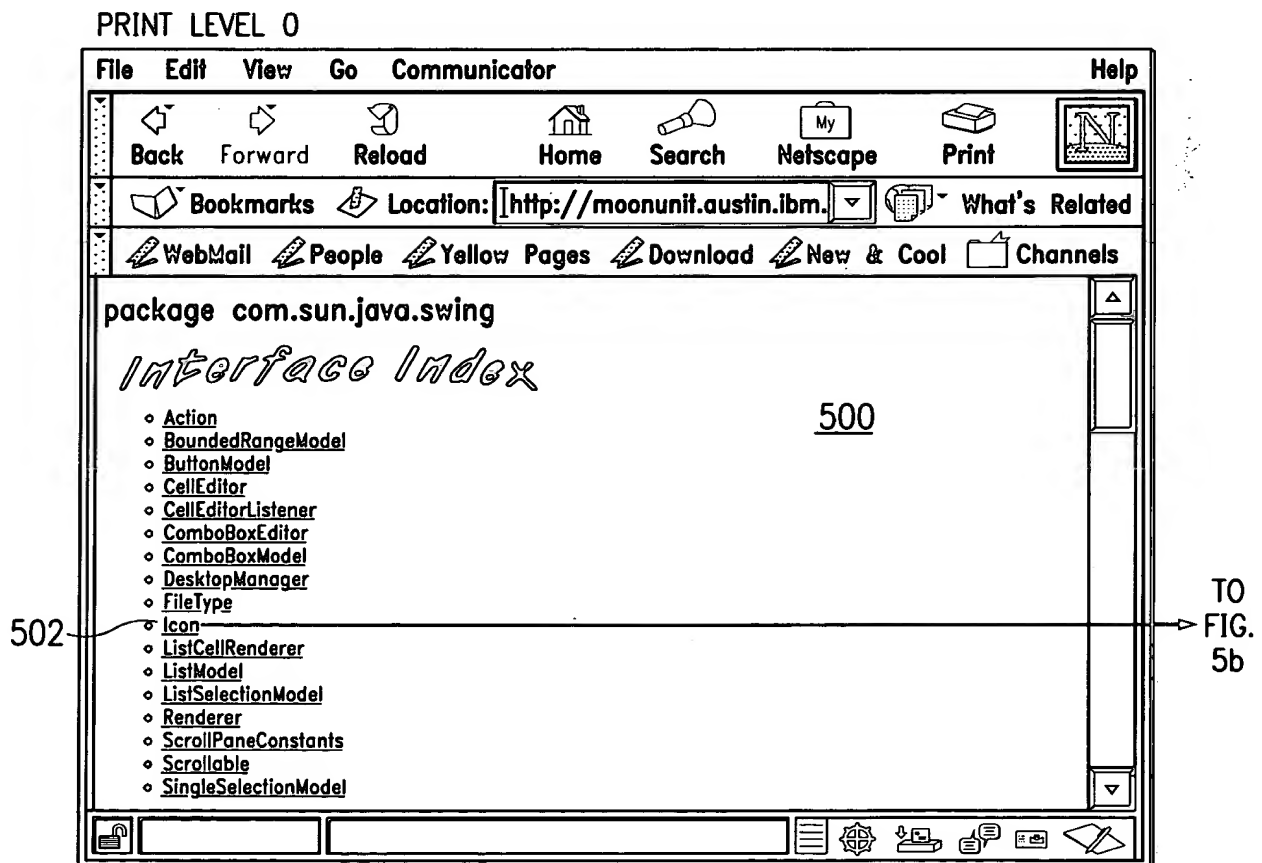 PRINT LEVEL 0
File Edit View Go Communicator Help
Back Forward Reload Home Search My Netscape Print N
Bookmarks Location: http://moonunit.austin.ibm. What's Related
WebMail People Yellow Pages Download New & Cool Channels
package com.sun.java.swing
Interface Index
500
Action
BoundedRangeModel
ButtonModel
CellEditor
CellEditorListener
ComboBoxEditor
ComboBoxModel
DesktopManager
FileType
502 Icon TO FIG. 5b
ListCellRenderer
ListModel
ListSelectionModel
Renderer
ScrollPaneConstants
Scrollable
SingleSelectionModel